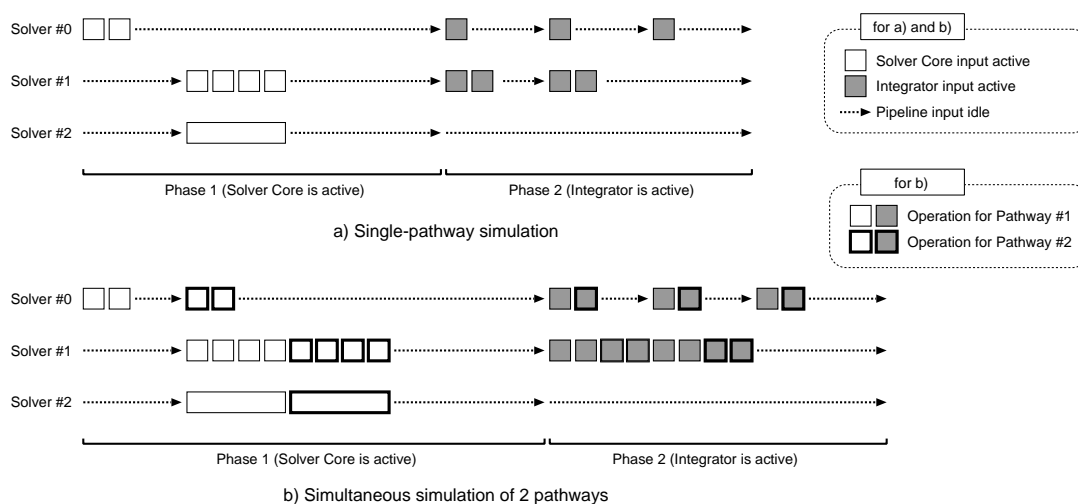 Solver #0
Solver #1
Solver #2
Phase 1 (Solver Core is active)
Phase 2 (Integrator is active)
a) Single-pathway simulation
for a) and b)
Solver Core input active
Integrator input active
Pipeline input idle
for b)
Operation for Pathway #1
Operation for Pathway #2
Solver #0
Solver #1
Solver #2
Phase 1 (Solver Core is active)
Phase 2 (Integrator is active)
b) Simultaneous simulation of 2 pathways